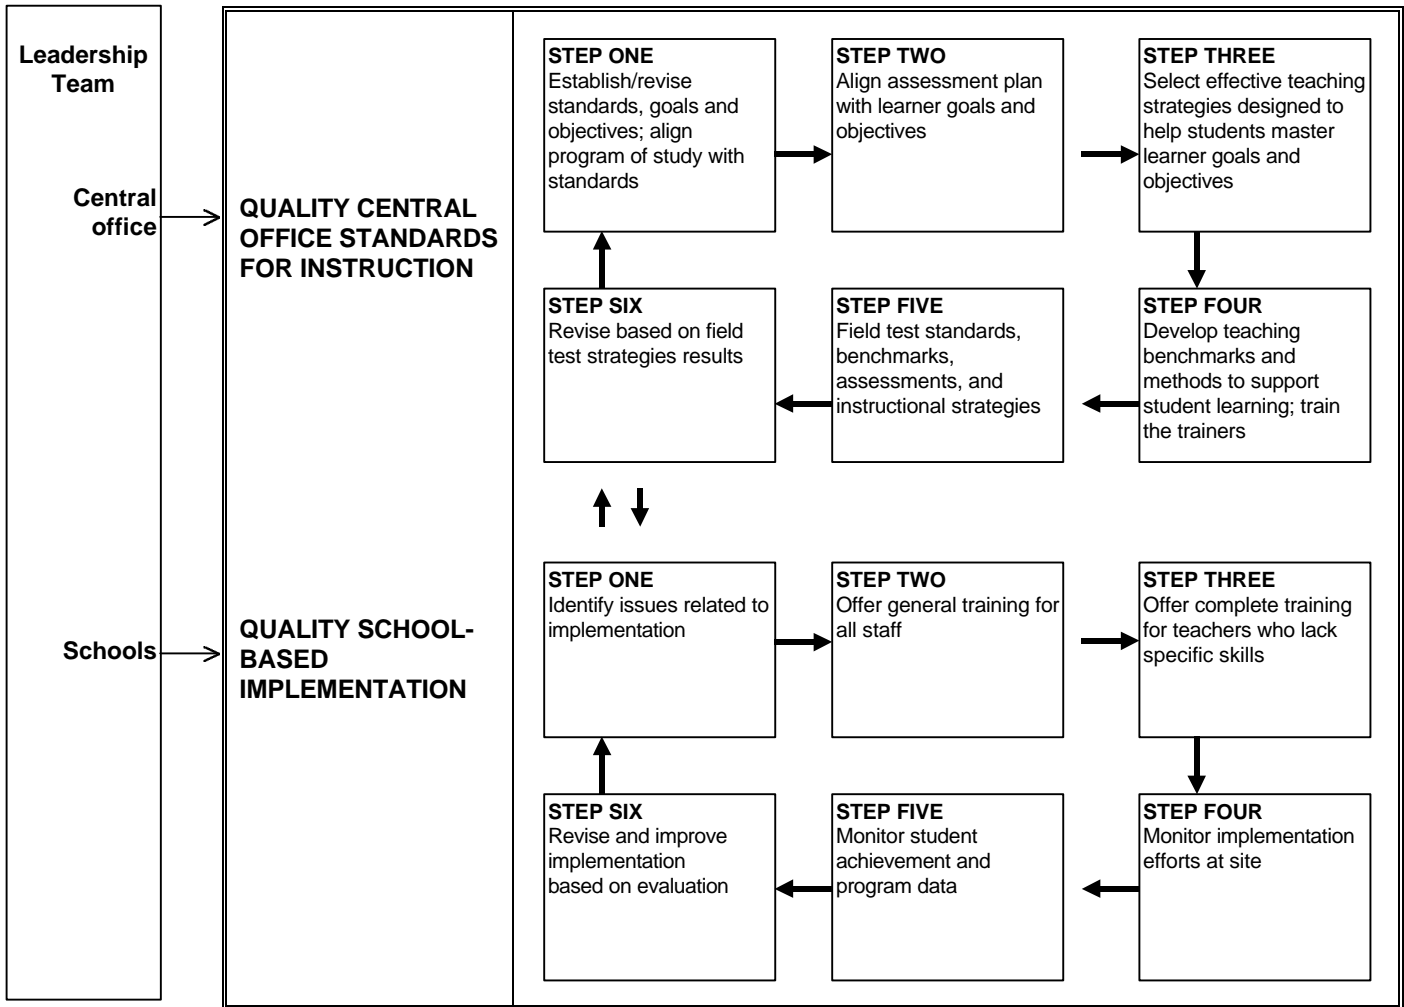 Leadership
Team
Central
office
Schools
QUALITY CENTRAL
OFFICE STANDARDS
FOR INSTRUCTION
STEP ONE
Establish/revise
standards, goals and
objectives; align
program of study with
standards
STEP TWO
Align assessment plan
with learner goals and
objectives
STEP THREE
Select effective teaching
strategies designed to
help students master
learner goals and
objectives
STEP SIX
Revise based on field
test strategies results
STEP FIVE
Field test standards,
benchmarks,
assessments, and
instructional strategies
STEP FOUR
Develop teaching
benchmarks and
methods to support
student learning; train
the trainers
QUALITY SCHOOL-
BASED
IMPLEMENTATION
STEP ONE
Identify issues related to
implementation
STEP TWO
Offer general training for
all staff
STEP THREE
Offer complete training
for teachers who lack
specific skills
STEP SIX
Revise and improve
implementation
based on evaluation
STEP FIVE
Monitor student
achievement and
program data
STEP FOUR
Monitor implementation
efforts at site